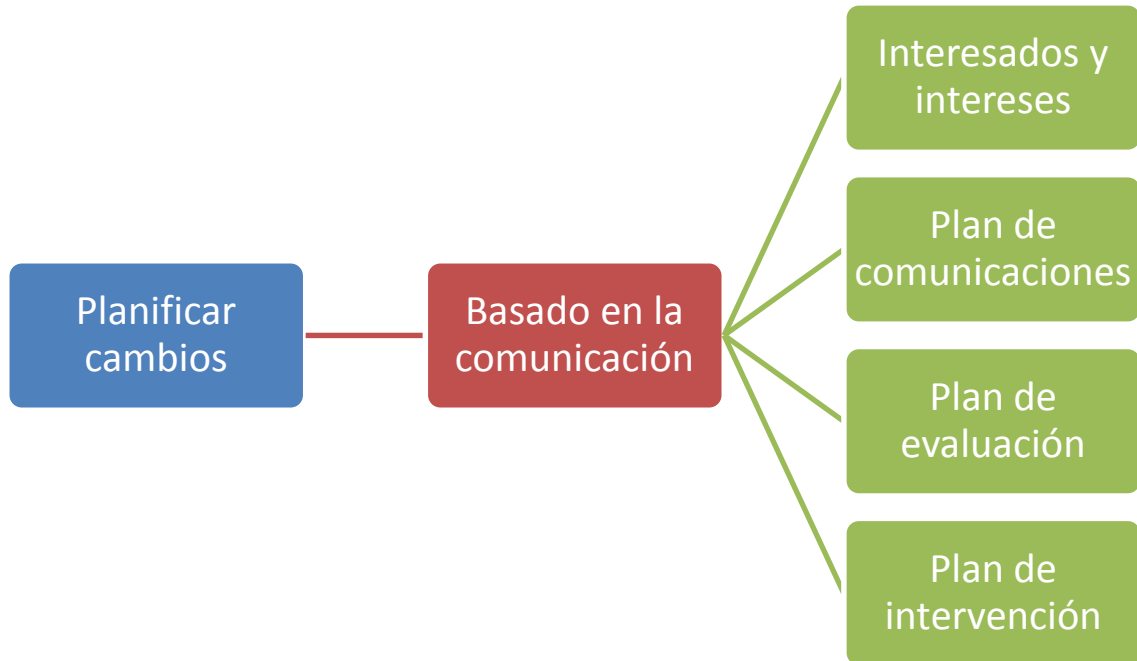 Planificar
cambios
Basado en la
comunicación
Interesados y
intereses
Plan de
comunicaciones
Plan de
evaluación
Plan de
intervención